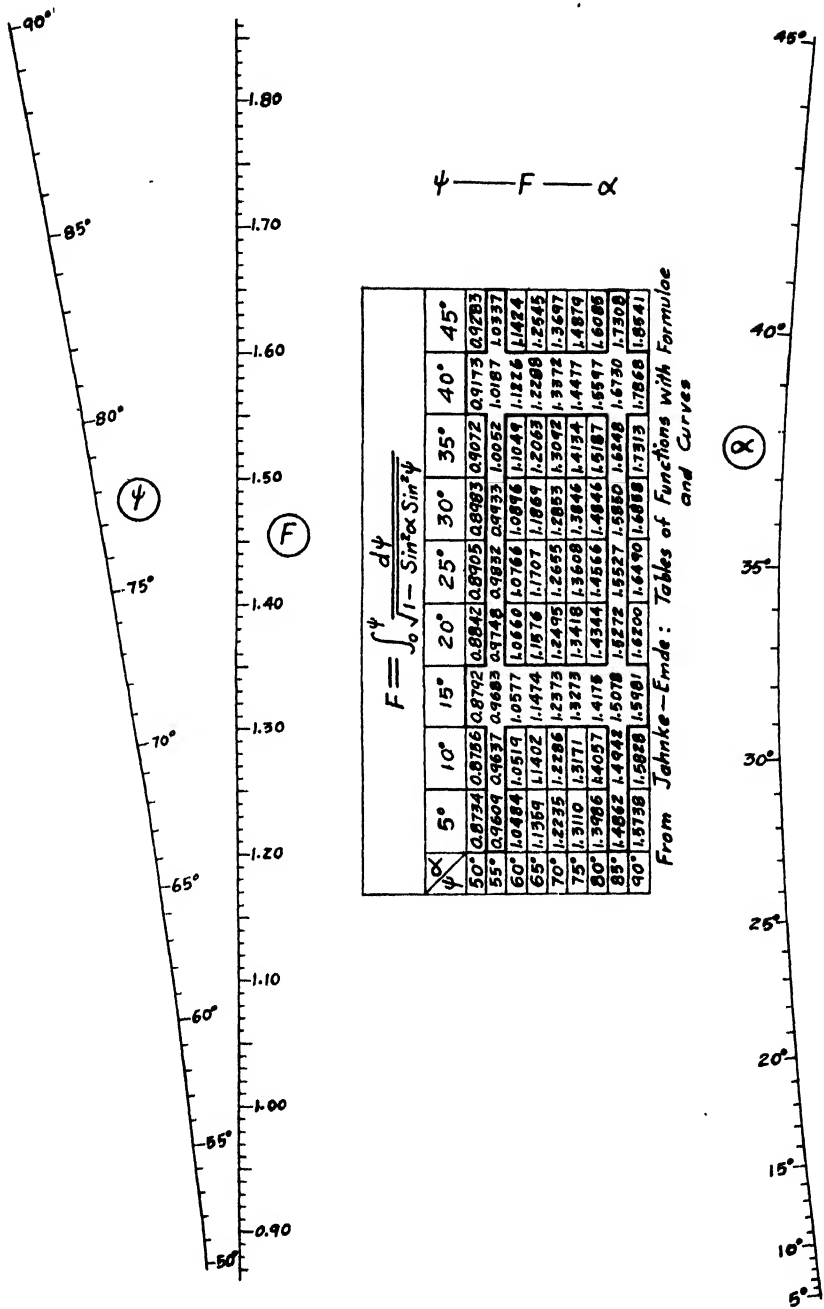 90°
85°
80°
ψ
75°
70°
65°
60°
55°
50°
1.80
1.70
1.60
1.50
F
1.40
1.30
1.20
1.10
1.00
0.90
ψ — F — α
F = ∫₀^ψ dψ / √1 - Sin²α Sin²ψ
ψ α 5° 10° 15° 20° 25° 30° 35° 40° 45°
50° 0.8734 0.8756 0.8792 0.8842 0.8905 0.8983 0.9072 0.9173 0.9283
55° 0.9609 0.9637 0.9683 0.9748 0.9832 0.9933 1.0052 1.0187 1.0337
60° 1.0484 1.0519 1.0577 1.0660 1.0766 1.0896 1.1049 1.1226 1.1424
65° 1.1359 1.1402 1.1474 1.1576 1.1707 1.1869 1.2063 1.2288 1.2545
70° 1.2235 1.2286 1.2373 1.2495 1.2655 1.2853 1.3092 1.3372 1.3697
75° 1.3110 1.3171 1.3273 1.3418 1.3608 1.3846 1.4134 1.4477 1.4879
80° 1.3986 1.4057 1.4175 1.4344 1.4566 1.4846 1.5187 1.5597 1.6085
85° 1.4862 1.4942 1.5078 1.5272 1.5527 1.5850 1.6248 1.6730 1.7308
90° 1.5738 1.5828 1.5981 1.6200 1.6490 1.6858 1.7313 1.7868 1.8541
From Jahnke-Emde: Tables of Functions with Formulae
and Curves
45°
40°
α
35°
30°
25°
20°
15°
10°
5°